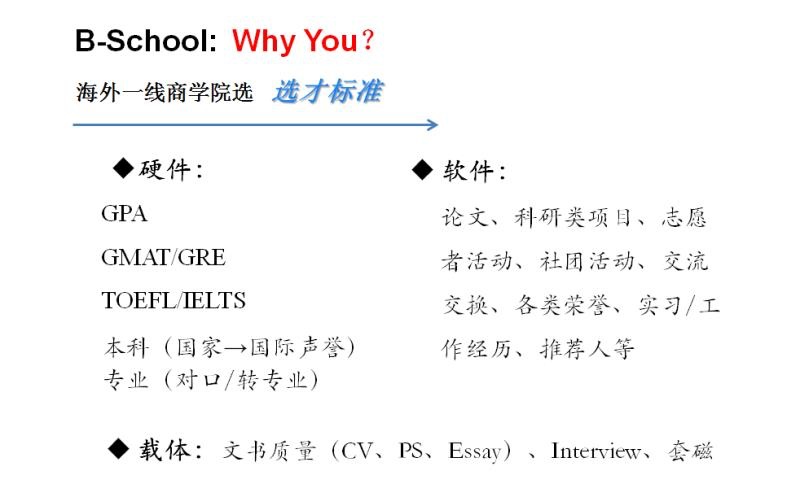 B-School: Why You？
海外一线商学院选 选才标准
◆硬件：
GPA
GMAT/GRE
TOEFL/IELTS
本科（国家→国际声誉）
专业（对口/转专业）
◆ 软件：
论文、科研类项目、志愿
者活动、社团活动、交流
交换、各类荣誉、实习/工
作经历、推荐人等
◆ 载体：文书质量（CV、PS、Essay）、Interview、套磁